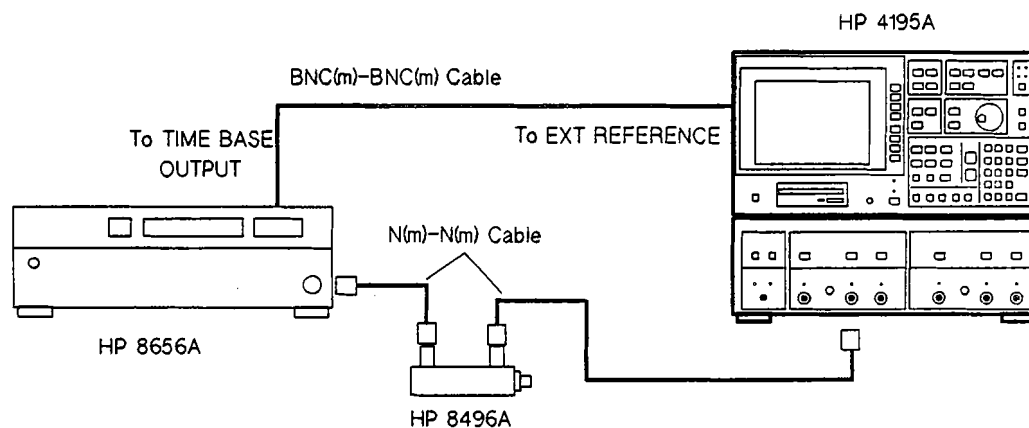 HP 4195A
BNC(m)-BNC(m) Cable
To TIME BASE
OUTPUT
To EXT REFERENCE
N(m)-N(m) Cable
HP 8656A
HP 8496A